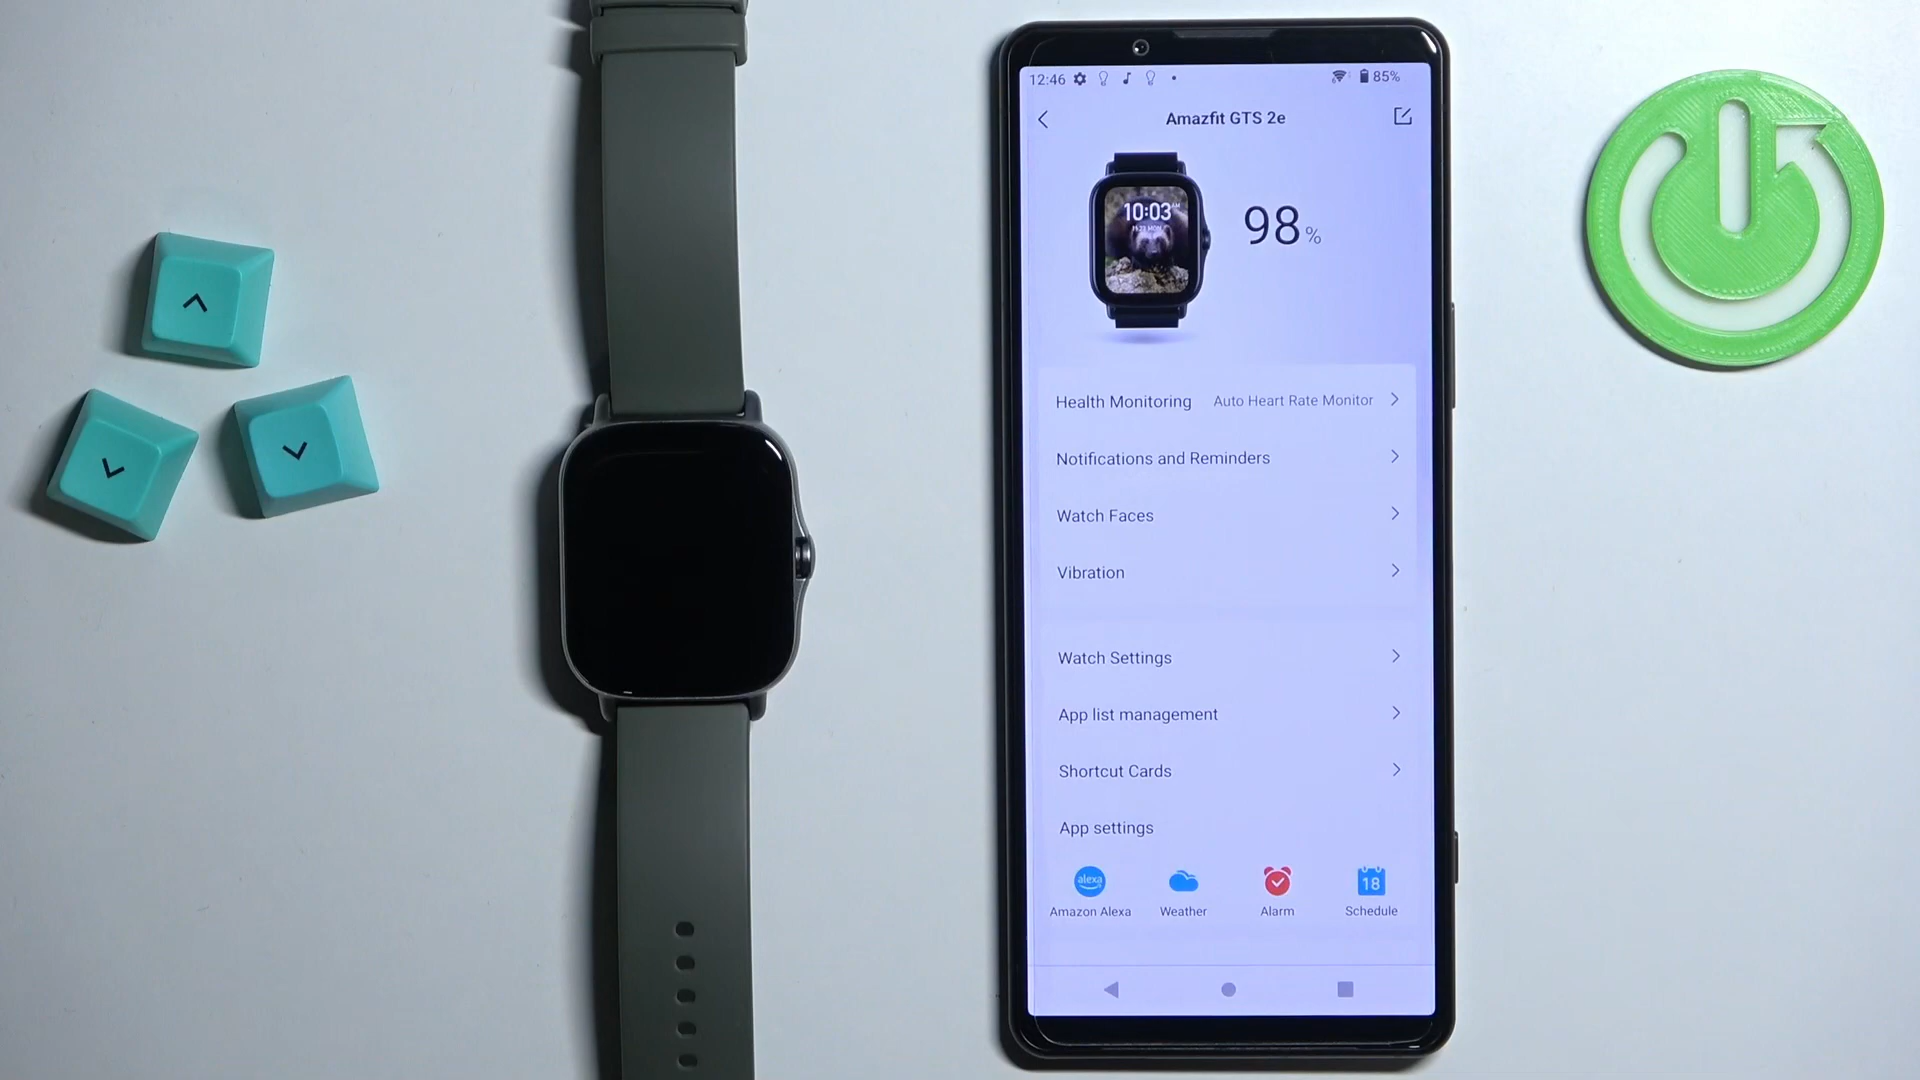 12:46
85%
Amazfit GTS 2e
10:03 AM
98%
Health Monitoring Auto Heart Rate Monitor
Notifications and Reminders
Watch Faces
Vibration
Watch Settings
App list management
Shortcut Cards
App settings
alexa
18
Amazon Alexa Weather Alarm Schedule